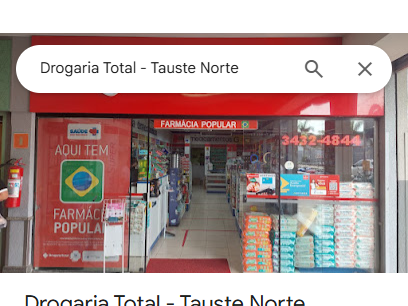 Drogaria Total - Tauste Norte
FARMÁCIA POPULAR
3432-4844
SAÚDE
AQUI TEM
FARMÁCIA
POPULAR
Drogaria Total - Tauste Norte